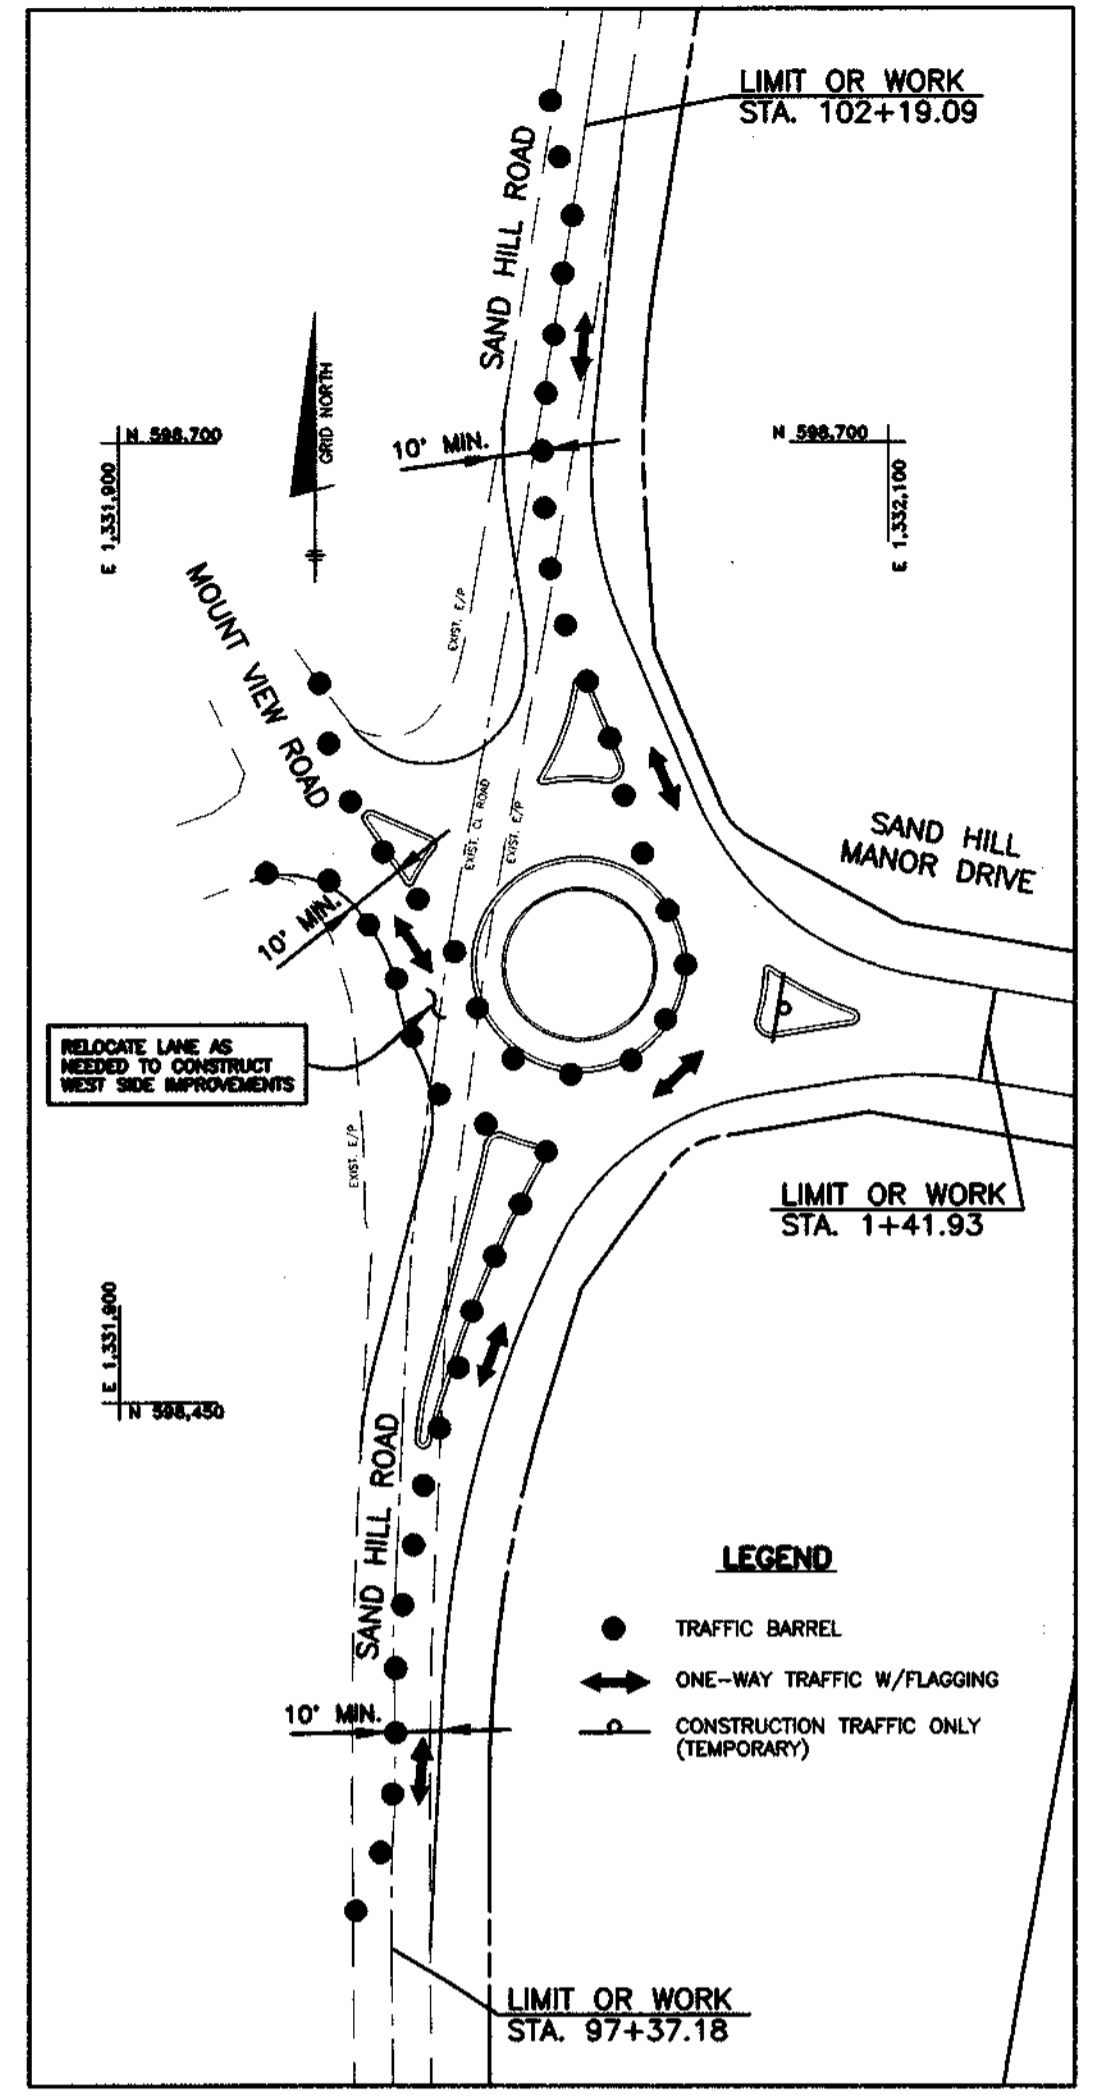 LIMIT OR WORK
STA. 102+19.09
SAND HILL ROAD
GRID NORTH
N 598,700
E 1,331,900
10' MIN.
N 598,700
E 1,332,100
MOUNT VIEW ROAD
EXIST. E/P
EXIST. CL ROAD
EXIST. E/P
SAND HILL
MANOR DRIVE
10' MIN.
RELOCATE LANE AS
NEEDED TO CONSTRUCT
WEST SIDE IMPROVEMENTS
EXIST. E/P
LIMIT OR WORK
STA. 1+41.93
E 1,331,900
N 598,450
SAND HILL ROAD
LEGEND
TRAFFIC BARREL
ONE-WAY TRAFFIC W/FLAGGING
CONSTRUCTION TRAFFIC ONLY
(TEMPORARY)
10' MIN.
LIMIT OR WORK
STA. 97+37.18